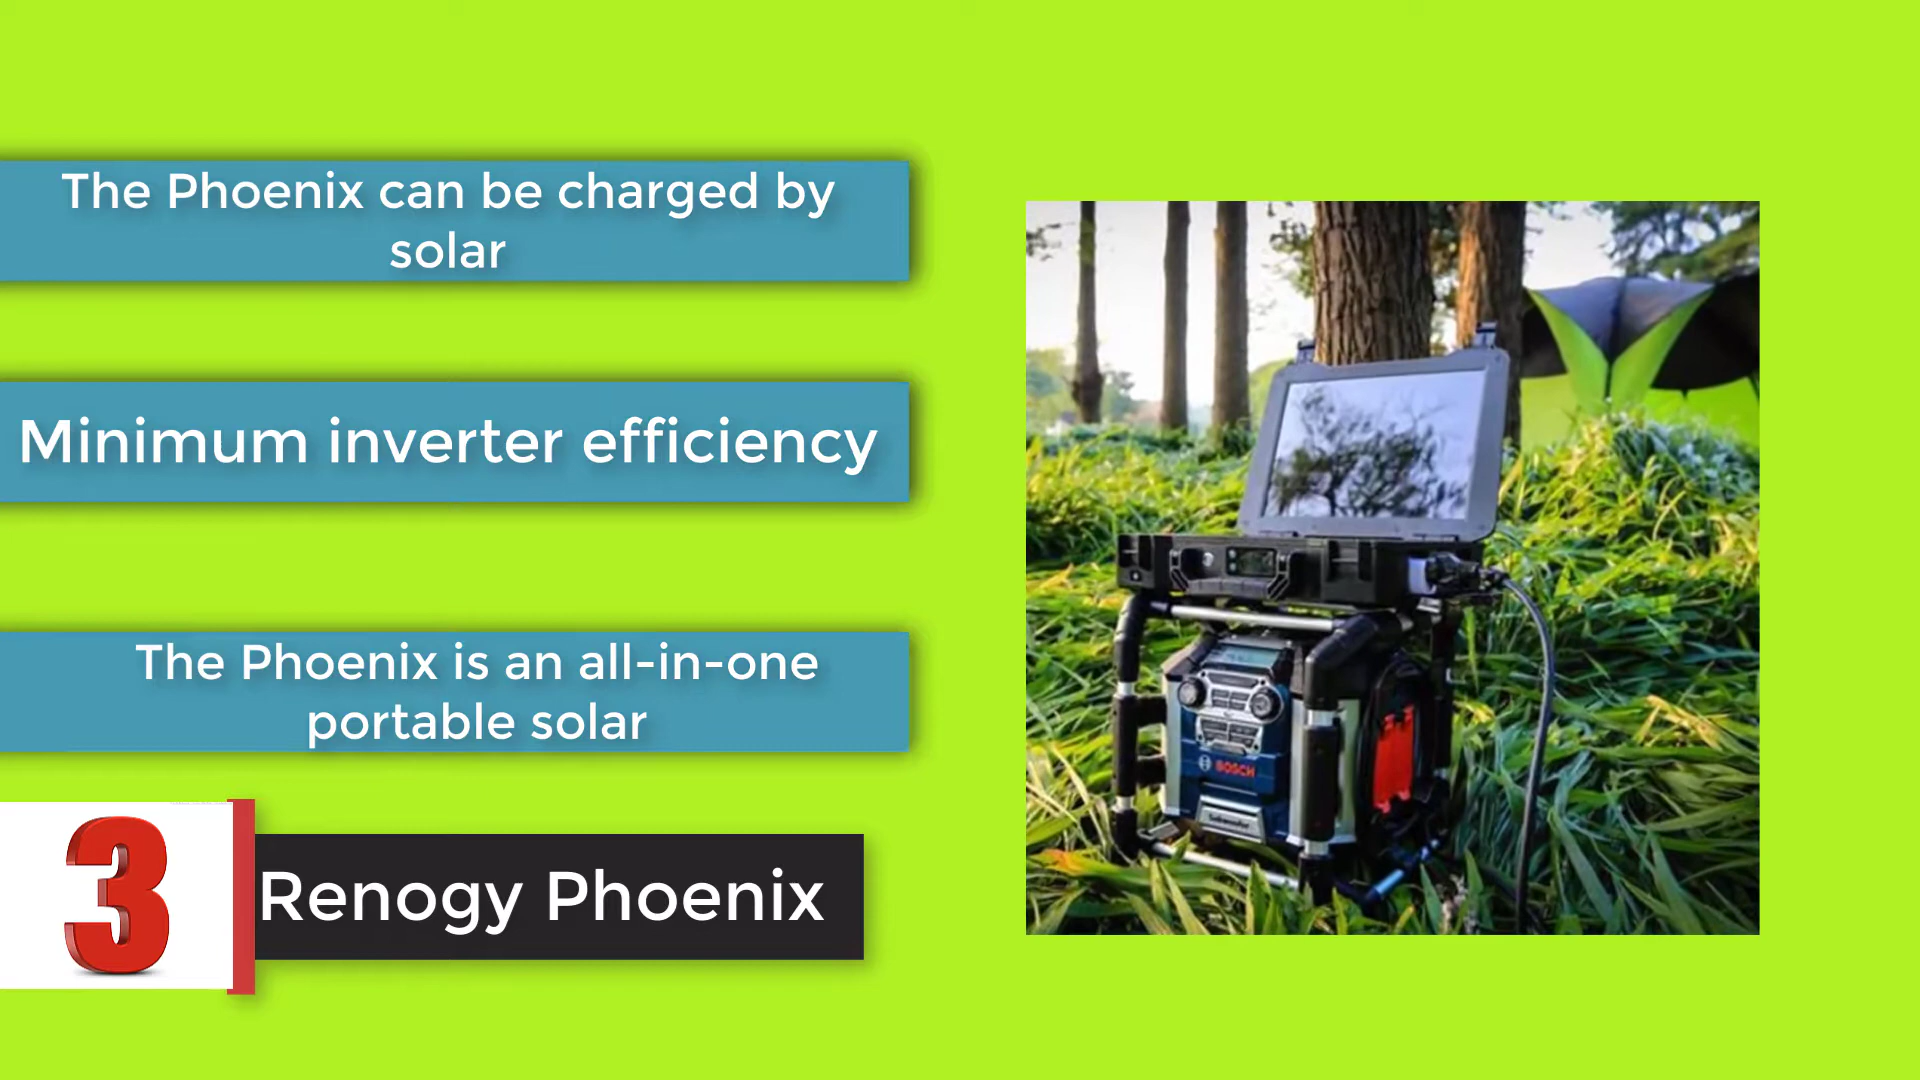 The Phoenix can be charged by
solar
Minimum inverter efficiency
The Phoenix is an all-in-one
portable solar
3
Renogy Phoenix
BOSCH